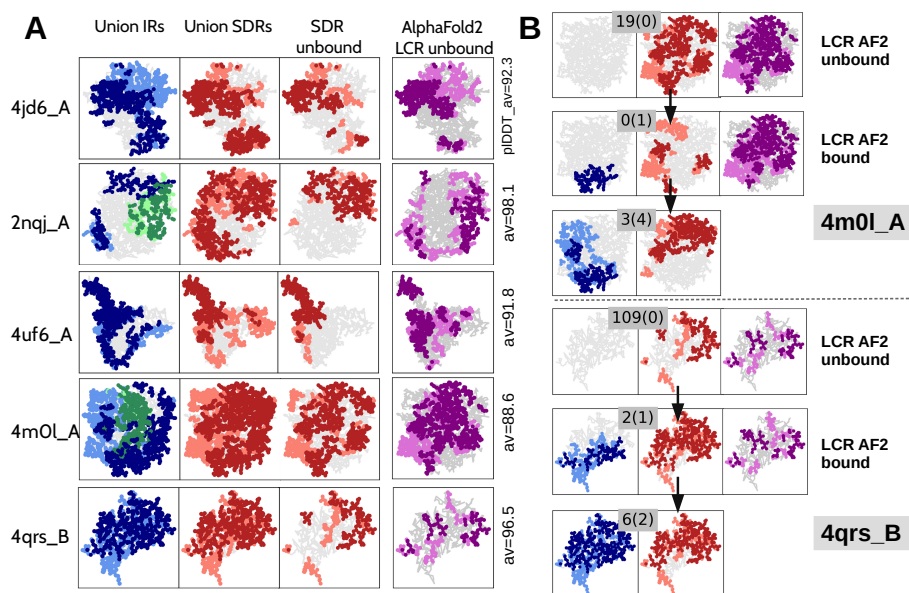 A
Union IRs
Union SDRs
SDR
unbound
AlphaFold2
LCR unbound
4jd6_A
plDDT_av=92.3
2nqj_A
av=98.1
4uf6_A
av=91.8
4m0l_A
av=88.6
4qrs_B
av=96.5
B
19(0)
LCR AF2
unbound
0(1)
LCR AF2
bound
3(4)
4m0l_A
109(0)
LCR AF2
unbound
2(1)
LCR AF2
bound
6(2)
4qrs_B